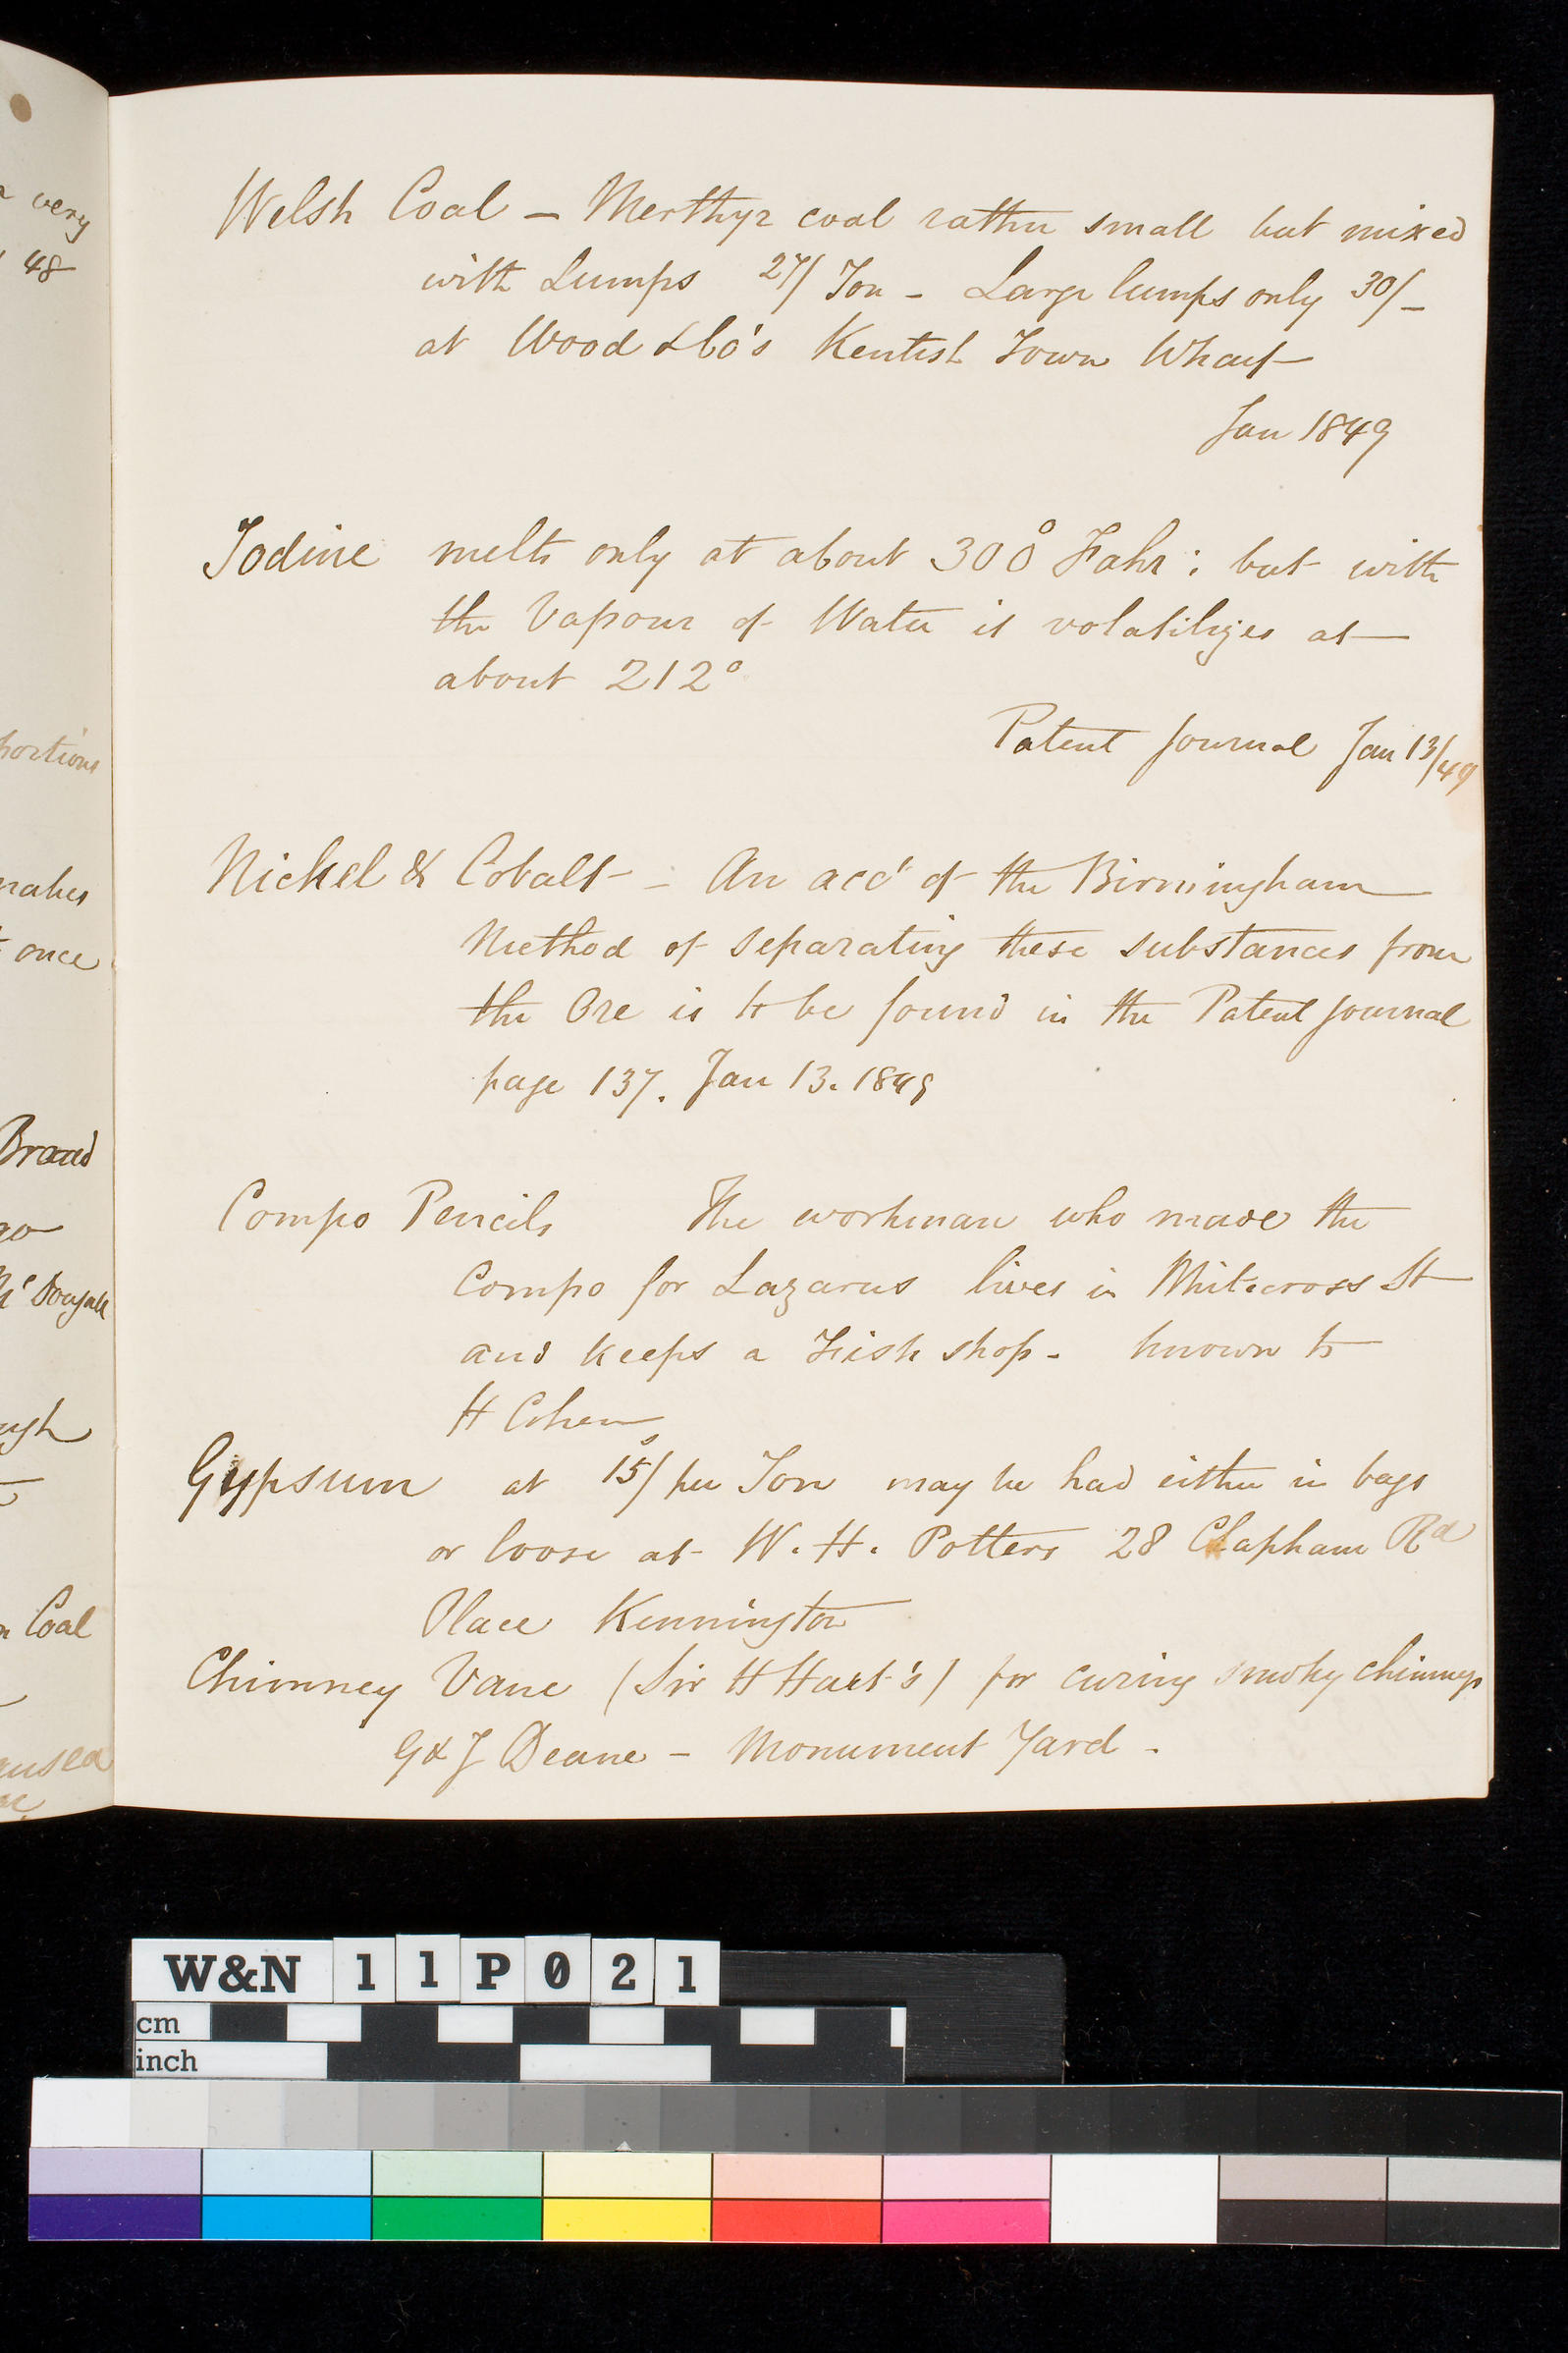 Welsh Coal – Merthyr coal rather small but mixed
with Lumps 27/ Ton – Large lumps only 30/–
at Wood & Co's Kentish Town Wharf
Jan 1849
Iodine melts only at about 300° Fahr: but with
the Vapour of Water it volatilizes at
about 212°
Patent Journal Jan 13/49
Nickel & Cobalt – An acct of the Birmingham
Method of separating these substances from
the Ore is to be found in the Patent Journal
page 137. Jan 13. 1849
Compo Pencils The workman who made the
Compo for Lazarus lives in Whitecross St
and keeps a Fish shop – known to
H Cohen
Gypsum at 15s/ per Ton may be had either in bags
or loose at W. H. Potters 28 Clapham Rd
Place Kennington
Chimney Vane (Sir H Hart's) for curing smoky chimneys
G & J Deane – Monument Yard –
very
48
portions
makes
once
Brand
go
McDougall
Coal
W&N 11P021
cm
inch